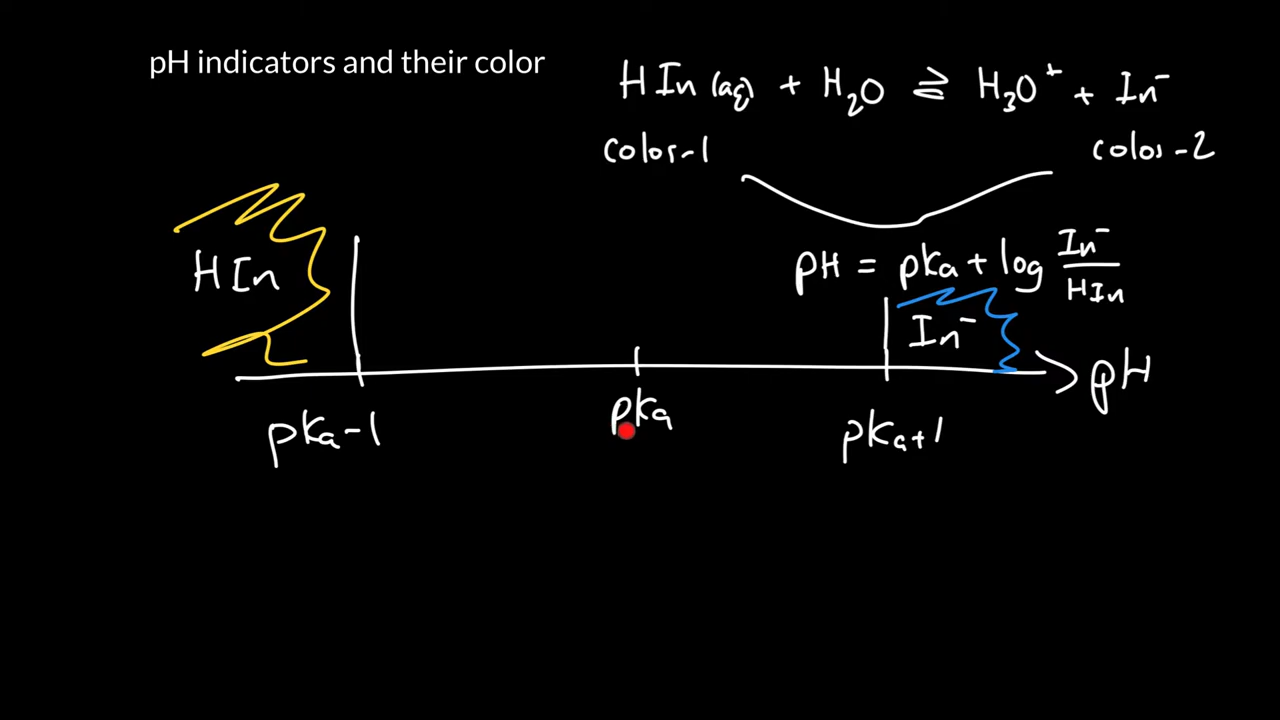 pH indicators and their color
HIn (aq) + H₂O ⇌ H₃O⁺ + In⁻
color-1
color-2
pH = pKa + log In⁻/HIn
HIn
In⁻
pH
pKa-1
pKa
pKa+1